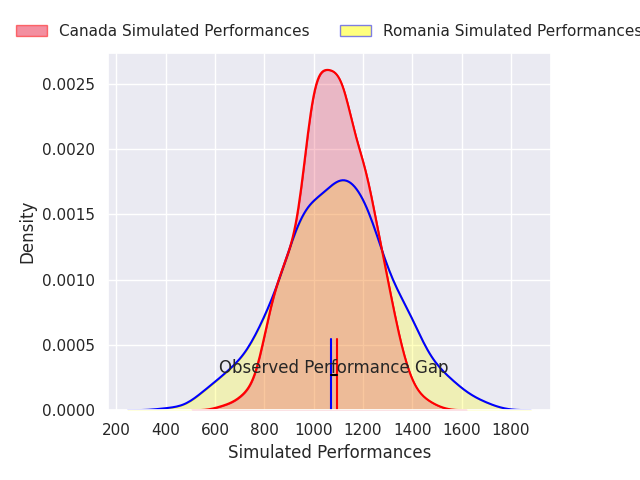 Canada Simulated Performances
Romania Simulated Performances
0.0025
0.0020
0.0015
0.0010
0.0005
0.0000
Density
Observed Performance Gap
200 400 600 800 1000 1200 1400 1600 1800
Simulated Performances